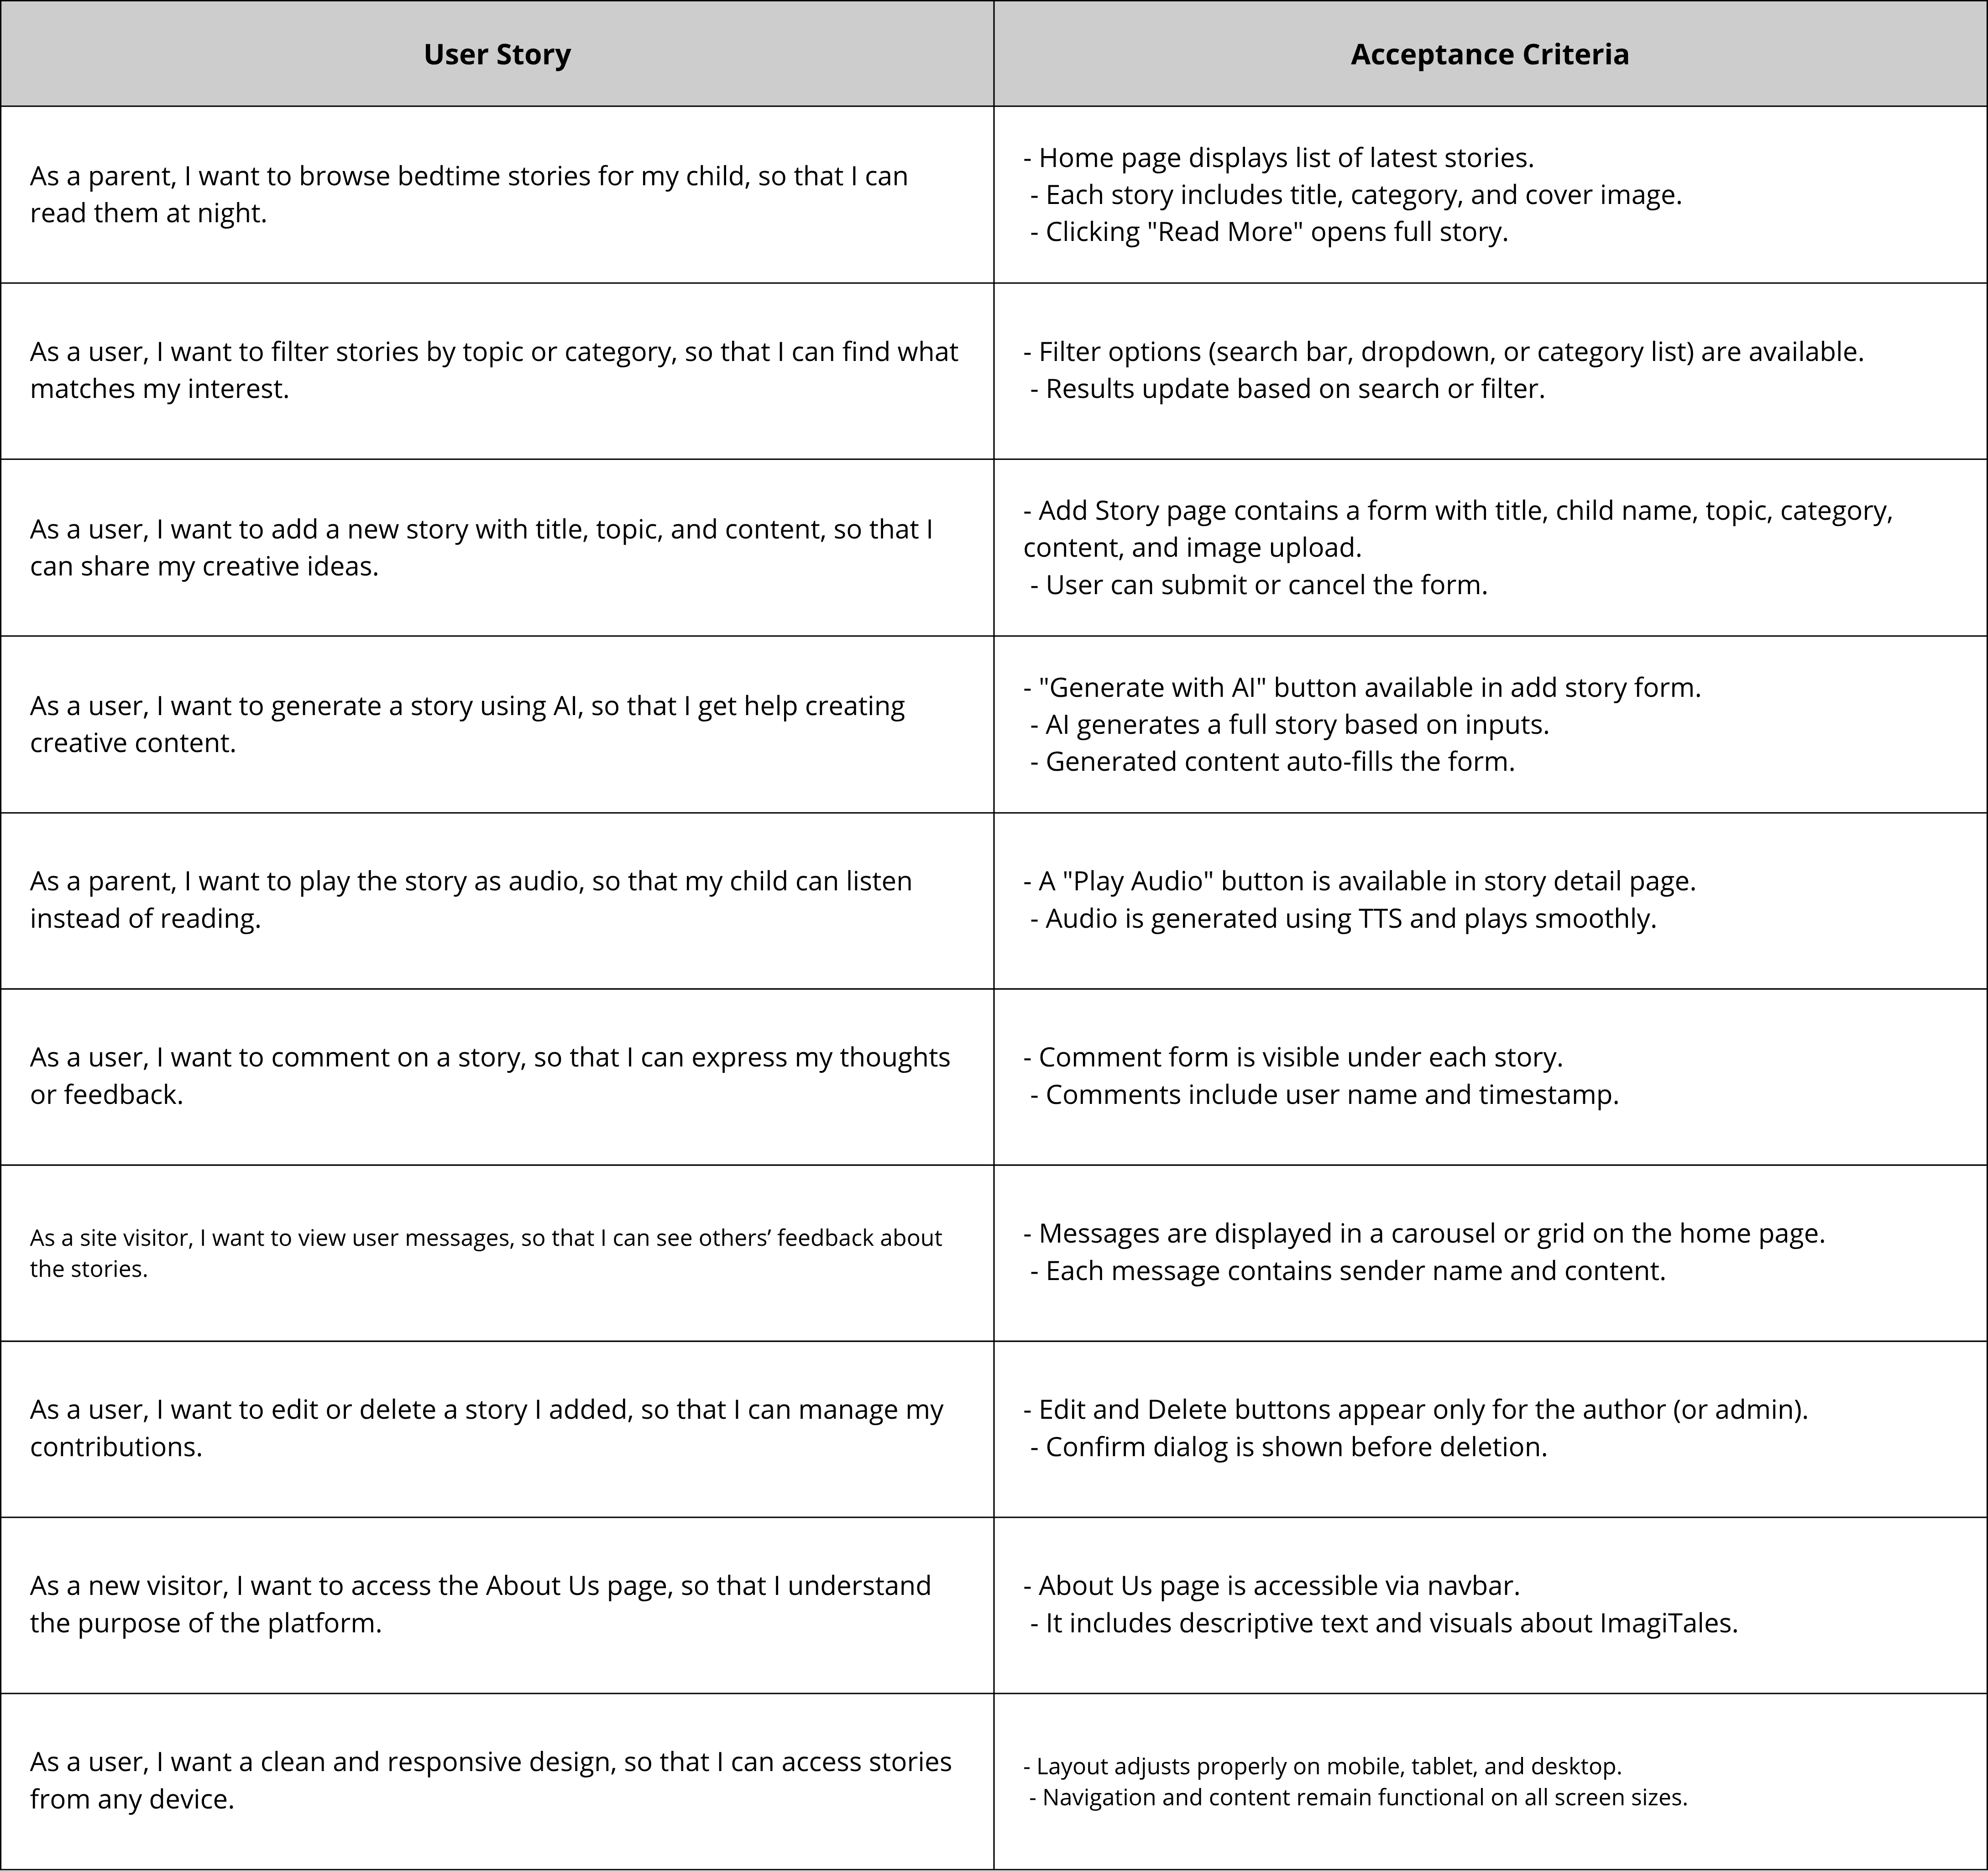 User Story
Acceptance Criteria
As a parent, I want to browse bedtime stories for my child, so that I can
read them at night.
- Home page displays list of latest stories.
- Each story includes title, category, and cover image.
- Clicking "Read More" opens full story.
As a user, I want to filter stories by topic or category, so that I can find what
matches my interest.
- Filter options (search bar, dropdown, or category list) are available.
- Results update based on search or filter.
As a user, I want to add a new story with title, topic, and content, so that I
can share my creative ideas.
- Add Story page contains a form with title, child name, topic, category,
content, and image upload.
- User can submit or cancel the form.
As a user, I want to generate a story using AI, so that I get help creating
creative content.
- "Generate with AI" button available in add story form.
- AI generates a full story based on inputs.
- Generated content auto-fills the form.
As a parent, I want to play the story as audio, so that my child can listen
instead of reading.
- A "Play Audio" button is available in story detail page.
- Audio is generated using TTS and plays smoothly.
As a user, I want to comment on a story, so that I can express my thoughts
or feedback.
- Comment form is visible under each story.
- Comments include user name and timestamp.
As a site visitor, I want to view user messages, so that I can see others’ feedback about
the stories.
- Messages are displayed in a carousel or grid on the home page.
- Each message contains sender name and content.
As a user, I want to edit or delete a story I added, so that I can manage my
contributions.
- Edit and Delete buttons appear only for the author (or admin).
- Confirm dialog is shown before deletion.
As a new visitor, I want to access the About Us page, so that I understand
the purpose of the platform.
- About Us page is accessible via navbar.
- It includes descriptive text and visuals about ImagiTales.
As a user, I want a clean and responsive design, so that I can access stories
from any device.
- Layout adjusts properly on mobile, tablet, and desktop.
- Navigation and content remain functional on all screen sizes.